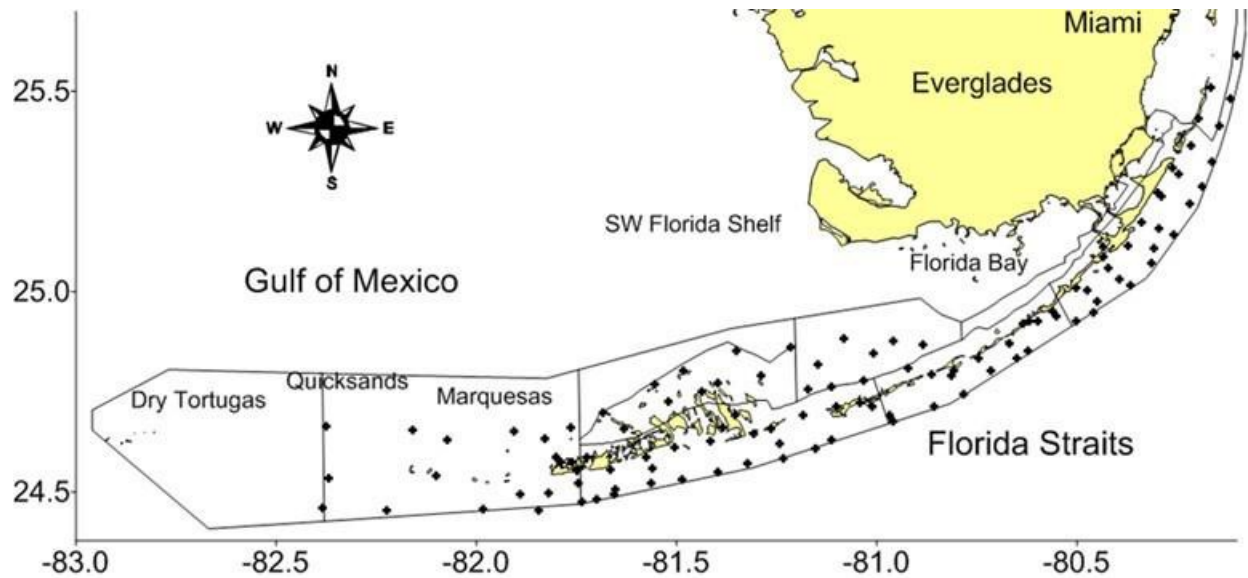 Miami
Everglades
25.5
N
W
E
S
SW Florida Shelf
Florida Bay
Gulf of Mexico
25.0
Quicksands
Dry Tortugas
Marquesas
Florida Straits
24.5
-83.0
-82.5
-82.0
-81.5
-81.0
-80.5